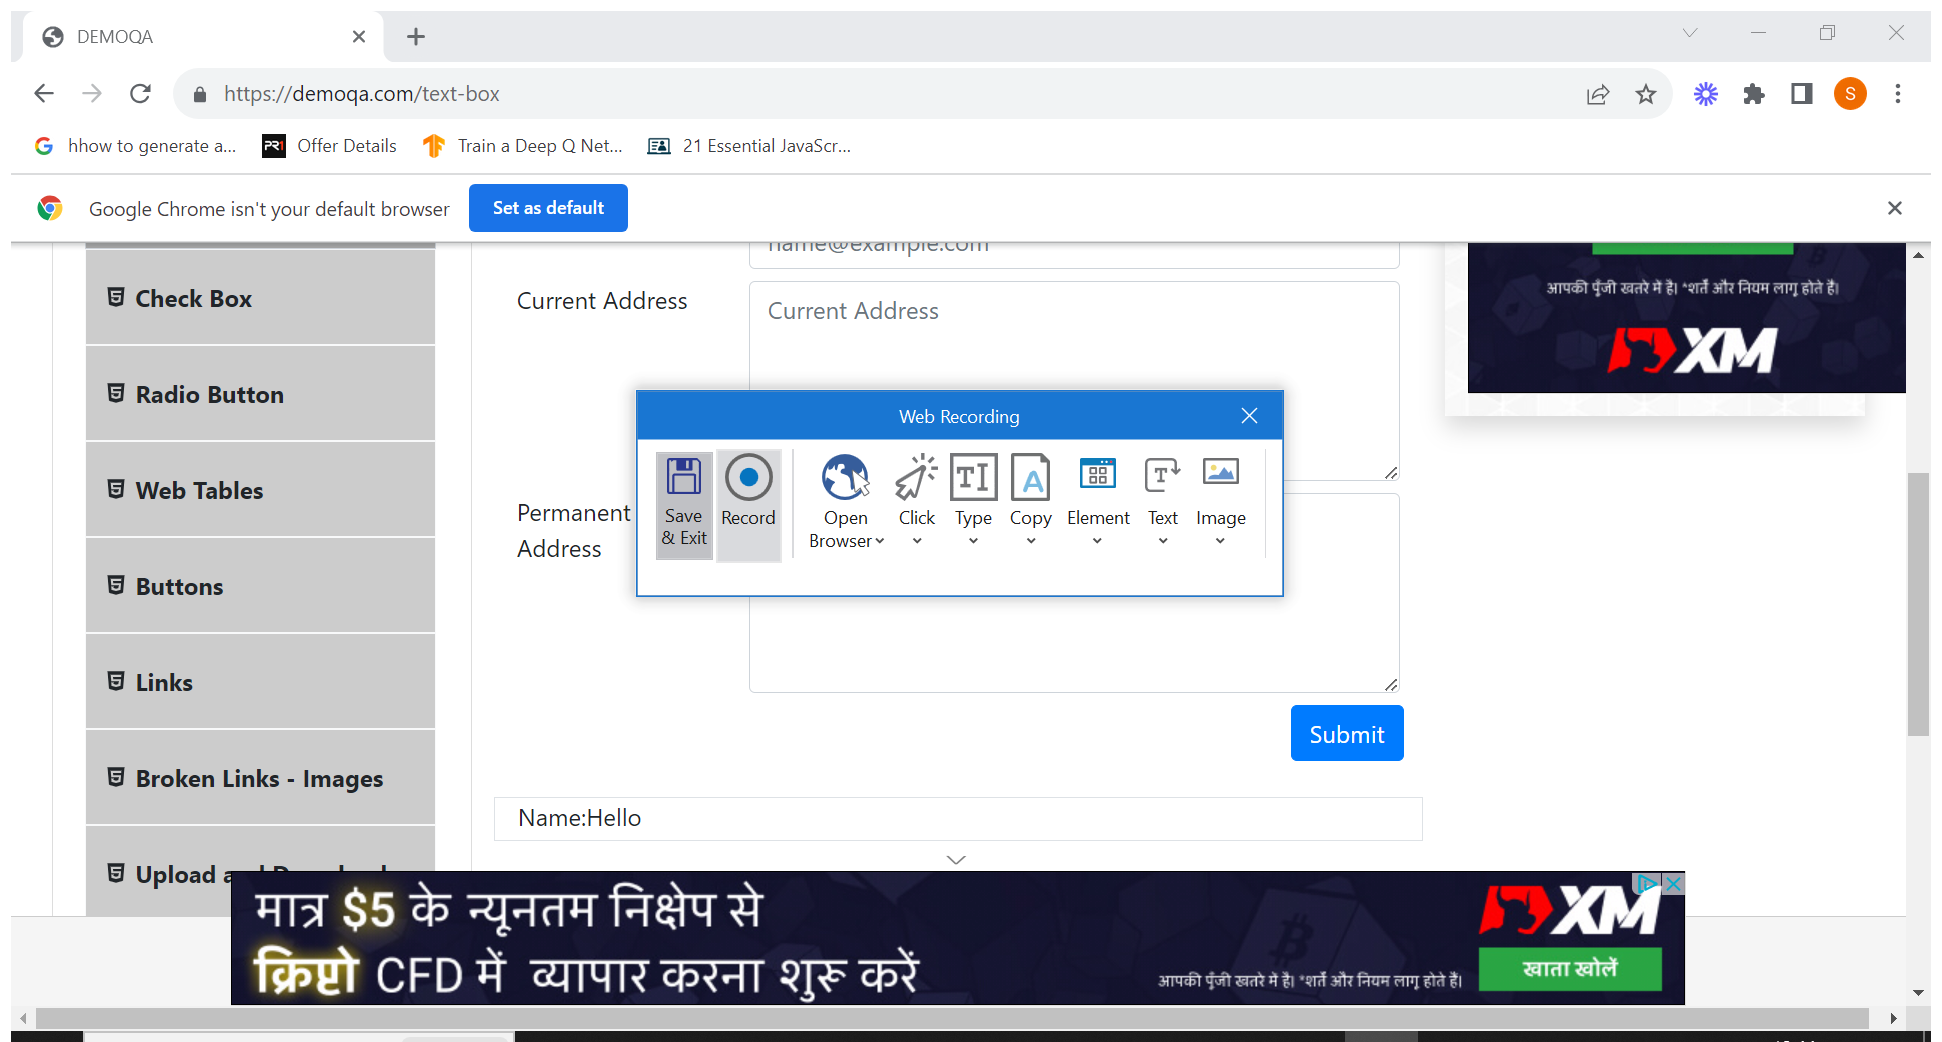 DEMOQA
https://demoqa.com/text-box
S
hhow to generate a...
PR1
Offer Details
Train a Deep Q Net...
21 Essential JavaScr...
Google Chrome isn't your default browser
Set as default
name@example.com
Check Box
Radio Button
Web Tables
Buttons
Links
Broken Links - Images
Upload
Current Address
Current Address
Permanent
Address
Web Recording
Save
& Exit
Record
Open
Browser
Click
Type
Copy
Element
Text
Image
Submit
Name:Hello
आपकी पूँजी खतरे में है। *शर्तें और नियम लागू होते हैं।
XM
मात्र $5 के न्यूनतम निक्षेप से
क्रिप्टो CFD में व्यापार करना शुरू करें
आपकी पूँजी खतरे में है। *शर्तें और नियम लागू होते हैं।
XM
खाता खोलें